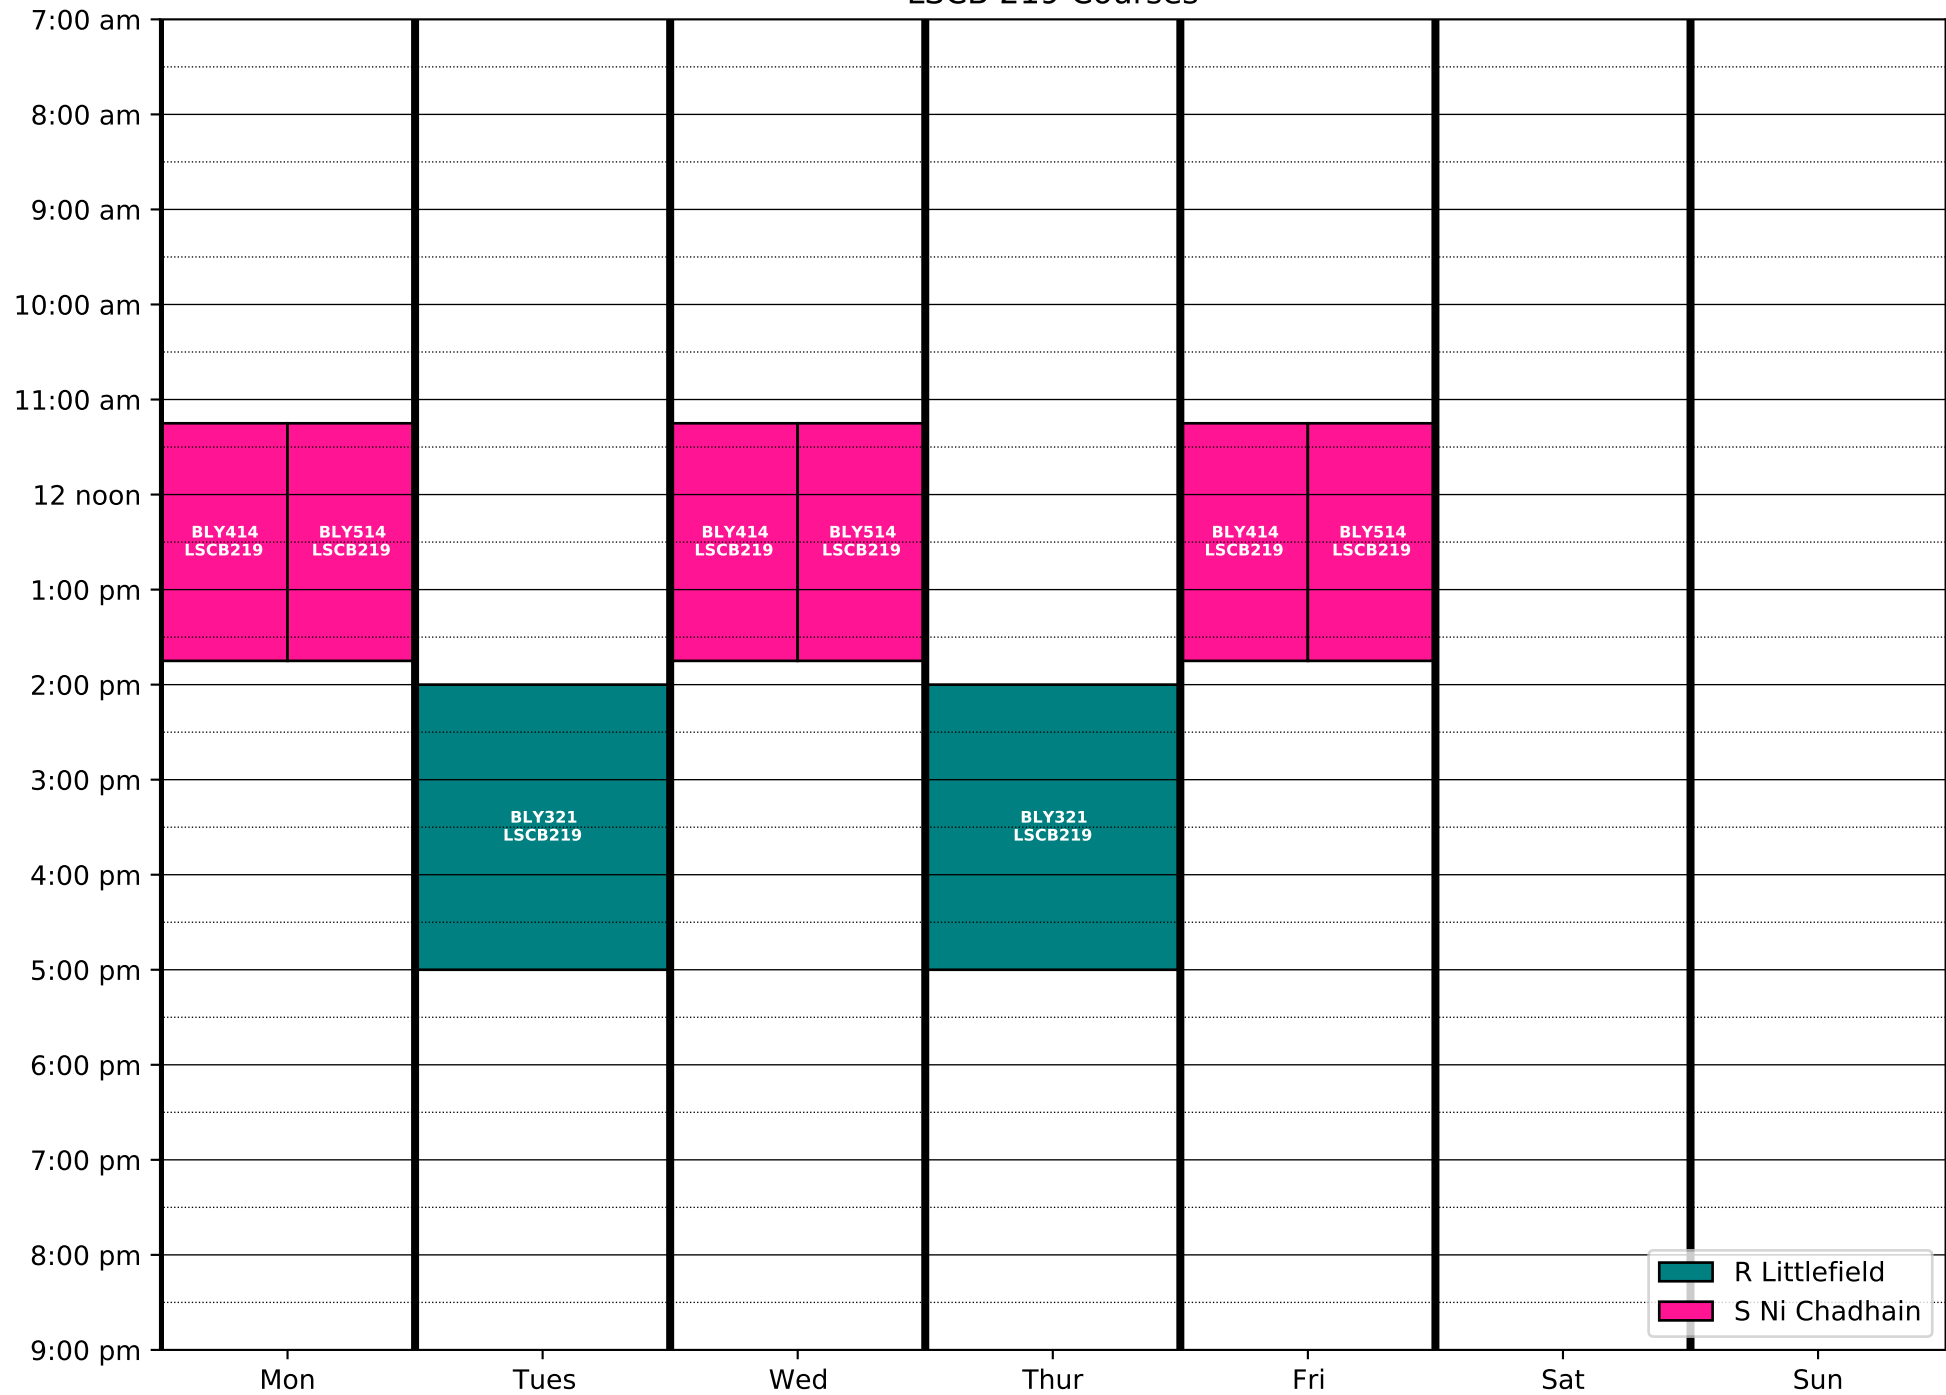 LSCB 219 Courses
7:00 am
8:00 am
9:00 am
10:00 am
11:00 am
12 noon
1:00 pm
2:00 pm
3:00 pm
4:00 pm
5:00 pm
6:00 pm
7:00 pm
8:00 pm
9:00 pm
BLY414
LSCB219
BLY514
LSCB219
BLY414
LSCB219
BLY514
LSCB219
BLY414
LSCB219
BLY514
LSCB219
BLY321
LSCB219
BLY321
LSCB219
R Littlefield
S Ni Chadhain
Mon
Tues
Wed
Thur
Fri
Sat
Sun